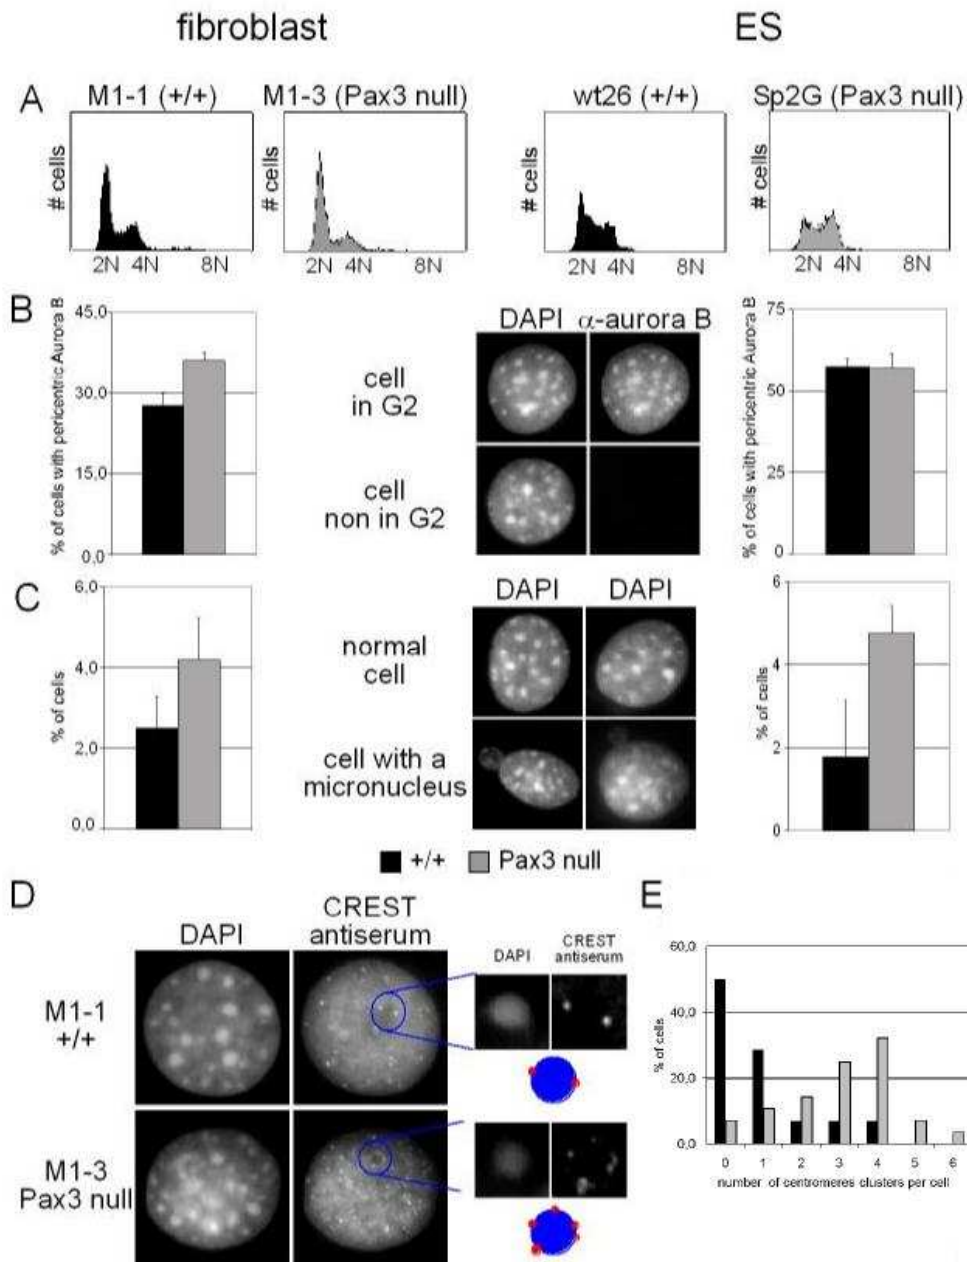 fibroblast ES
A M1-1 (+/+) M1-3 (Pax3 null) wt26 (+/+) Sp2G (Pax3 null)
# cells # cells # cells # cells
2N 4N 8N 2N 4N 8N 2N 4N 8N 2N 4N 8N
B
% of cells with pericentric Aurora B
45.0
30.0
15.0
0,0
DAPI α-aurora B
cell
in G2
cell
non in G2
% of cells with pericentric Aurora B
75
50
25
0
C
% of cells
6,0
4,0
2,0
0,0
DAPI DAPI
normal
cell
cell with a
micronucleus
% of cells
6
4
2
0
+/+ Pax3 null
D
DAPI CREST
antiserum
DAPI CREST
antiserum
M1-1
+/+
M1-3
Pax3 null
E
% of cells
60,0
40,0
20,0
0,0
0 1 2 3 4 5 6
number of centromeres clusters per cell